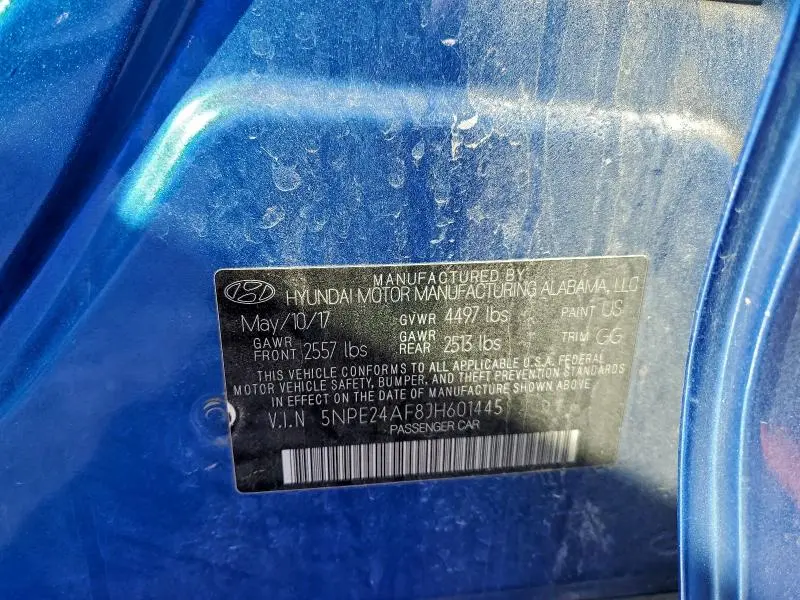 MANUFACTURED BY
HYUNDAI MOTOR MANUFACTURING ALABAMA, LLC
May/10/17 GVWR 4497 lbs PAINT US
GAWR FRONT 2557 lbs GAWR REAR 2513 lbs TRIM GG
THIS VEHICLE CONFORMS TO ALL APPLICABLE U.S.A. FEDERAL
MOTOR VEHICLE SAFETY, BUMPER, AND THEFT PREVENTION STANDARDS
IN EFFECT ON THE DATE OF MANUFACTURE SHOWN ABOVE.
V.I.N 5NPE24AF8JH601445
PASSENGER CAR